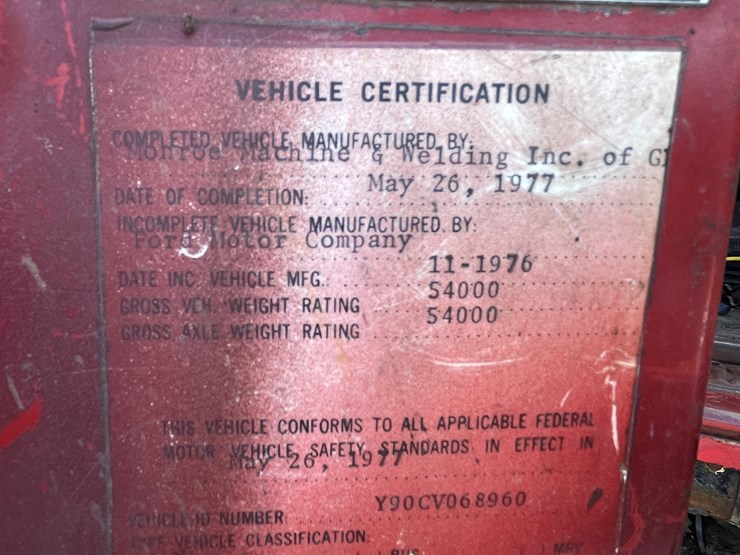 VEHICLE CERTIFICATION
COMPLETED VEHICLE MANUFACTURED BY:
Monroe Machine & Welding Inc. of
DATE OF COMPLETION: May 26, 1977
INCOMPLETE VEHICLE MANUFACTURED BY:
Ford Motor Company
DATE INC. VEHICLE MFG.: 11-1976
GROSS VEH. WEIGHT RATING 54000
GROSS AXLE WEIGHT RATING 54000
THIS VEHICLE CONFORMS TO ALL APPLICABLE FEDERAL
MOTOR VEHICLE SAFETY STANDARDS IN EFFECT IN
May 26, 1977
VEHICLE ID NUMBER: Y90CV068960
TYPE VEHICLE CLASSIFICATION:
BUS MPV